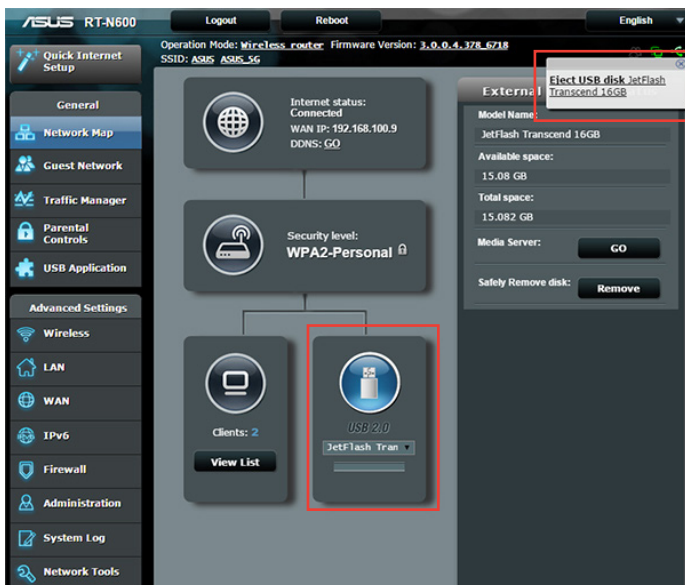 ASUS RT-N600
Logout
Reboot
English
Quick Internet
Setup
Operation Mode: Wireless router Firmware Version: 3.0.0.4.378_6718
SSID: ASUS ASUS_5G
General
Network Map
Guest Network
Traffic Manager
Parental
Controls
USB Application
Advanced Settings
Wireless
LAN
WAN
IPv6
Firewall
Administration
System Log
Network Tools
Internet status:
Connected
WAN IP: 192.168.100.9
DDNS: GO
Security level:
WPA2-Personal
Clients: 2
View List
USB 2.0
JetFlash Tran
External
Eject USB disk JetFlash
Transcend 16GB
Model Name:
JetFlash Transcend 16GB
Available space:
15.08 GB
Total space:
15.082 GB
Media Server:
GO
Safely Remove disk:
Remove